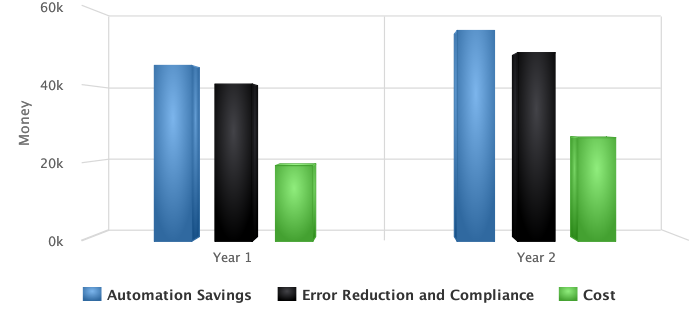 60k
40k
20k
0k
Money
Year 1
Year 2
Automation Savings
Error Reduction and Compliance
Cost